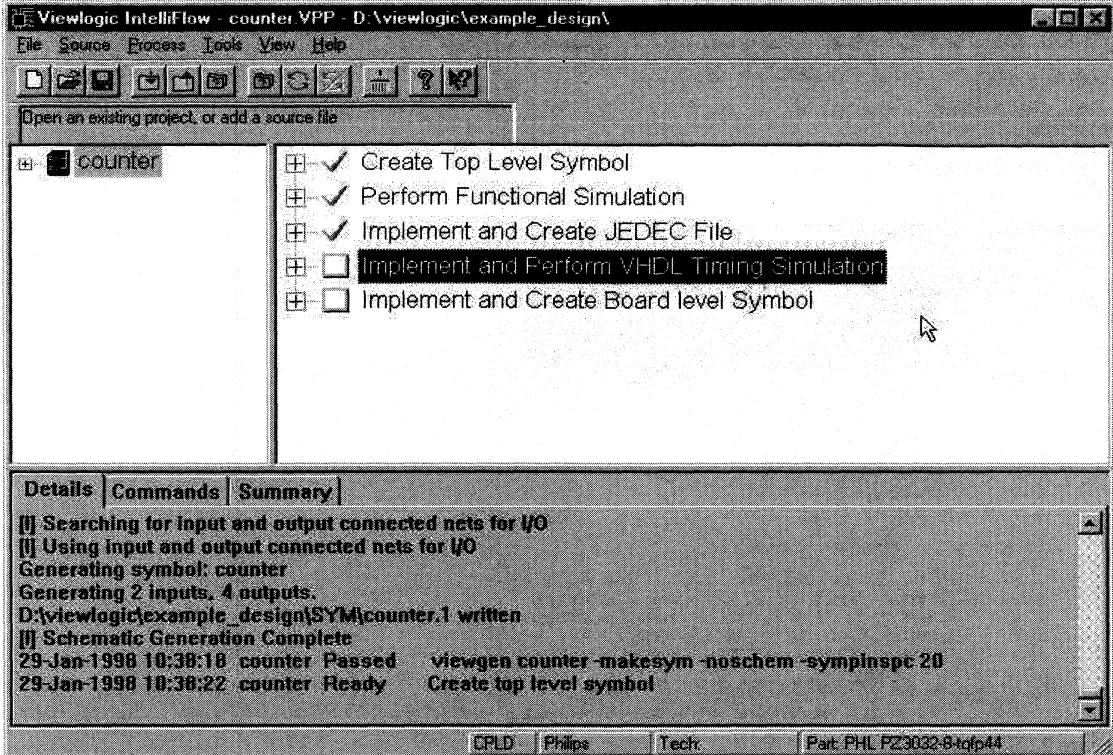 Viewlogic IntelliFlow - counter.VPP - D:\viewlogic\example_design\
File Source Process Tools View Help
Open an existing project, or add a source file
counter
Create Top Level Symbol
Perform Functional Simulation
Implement and Create JEDEC File
Implement and Perform VHDL Timing Simulation
Implement and Create Board level Symbol
Details Commands Summary
[I] Searching for input and output connected nets for I/O
[I] Using input and output connected nets for I/O
Generating symbol: counter
Generating 2 inputs, 4 outputs.
D:\viewlogic\example_design\SYM\counter.1 written
[I] Schematic Generation Complete
29-Jan-1998 10:38:18 counter Passed viewgen counter -makesym -noschem -sympinspc 20
29-Jan-1998 10:38:22 counter Ready Create top level symbol
CPLD Philips Tech: Part: PHL PZ3032-8-tqfp44